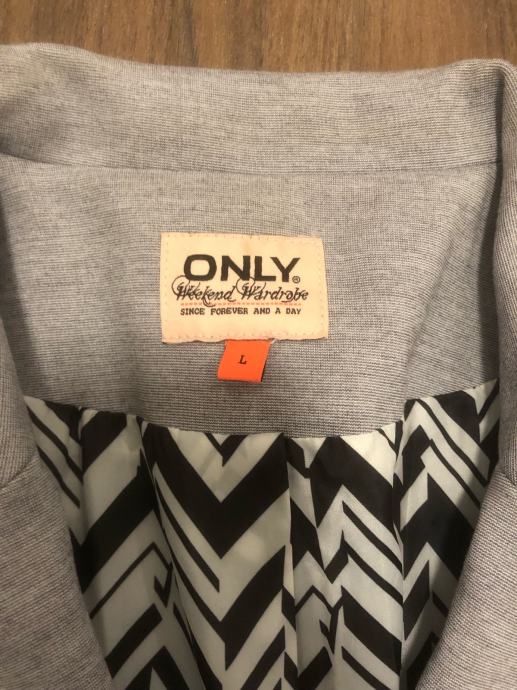 ONLY®
Weekend Wardrobe
SINCE FOREVER AND A DAY
L